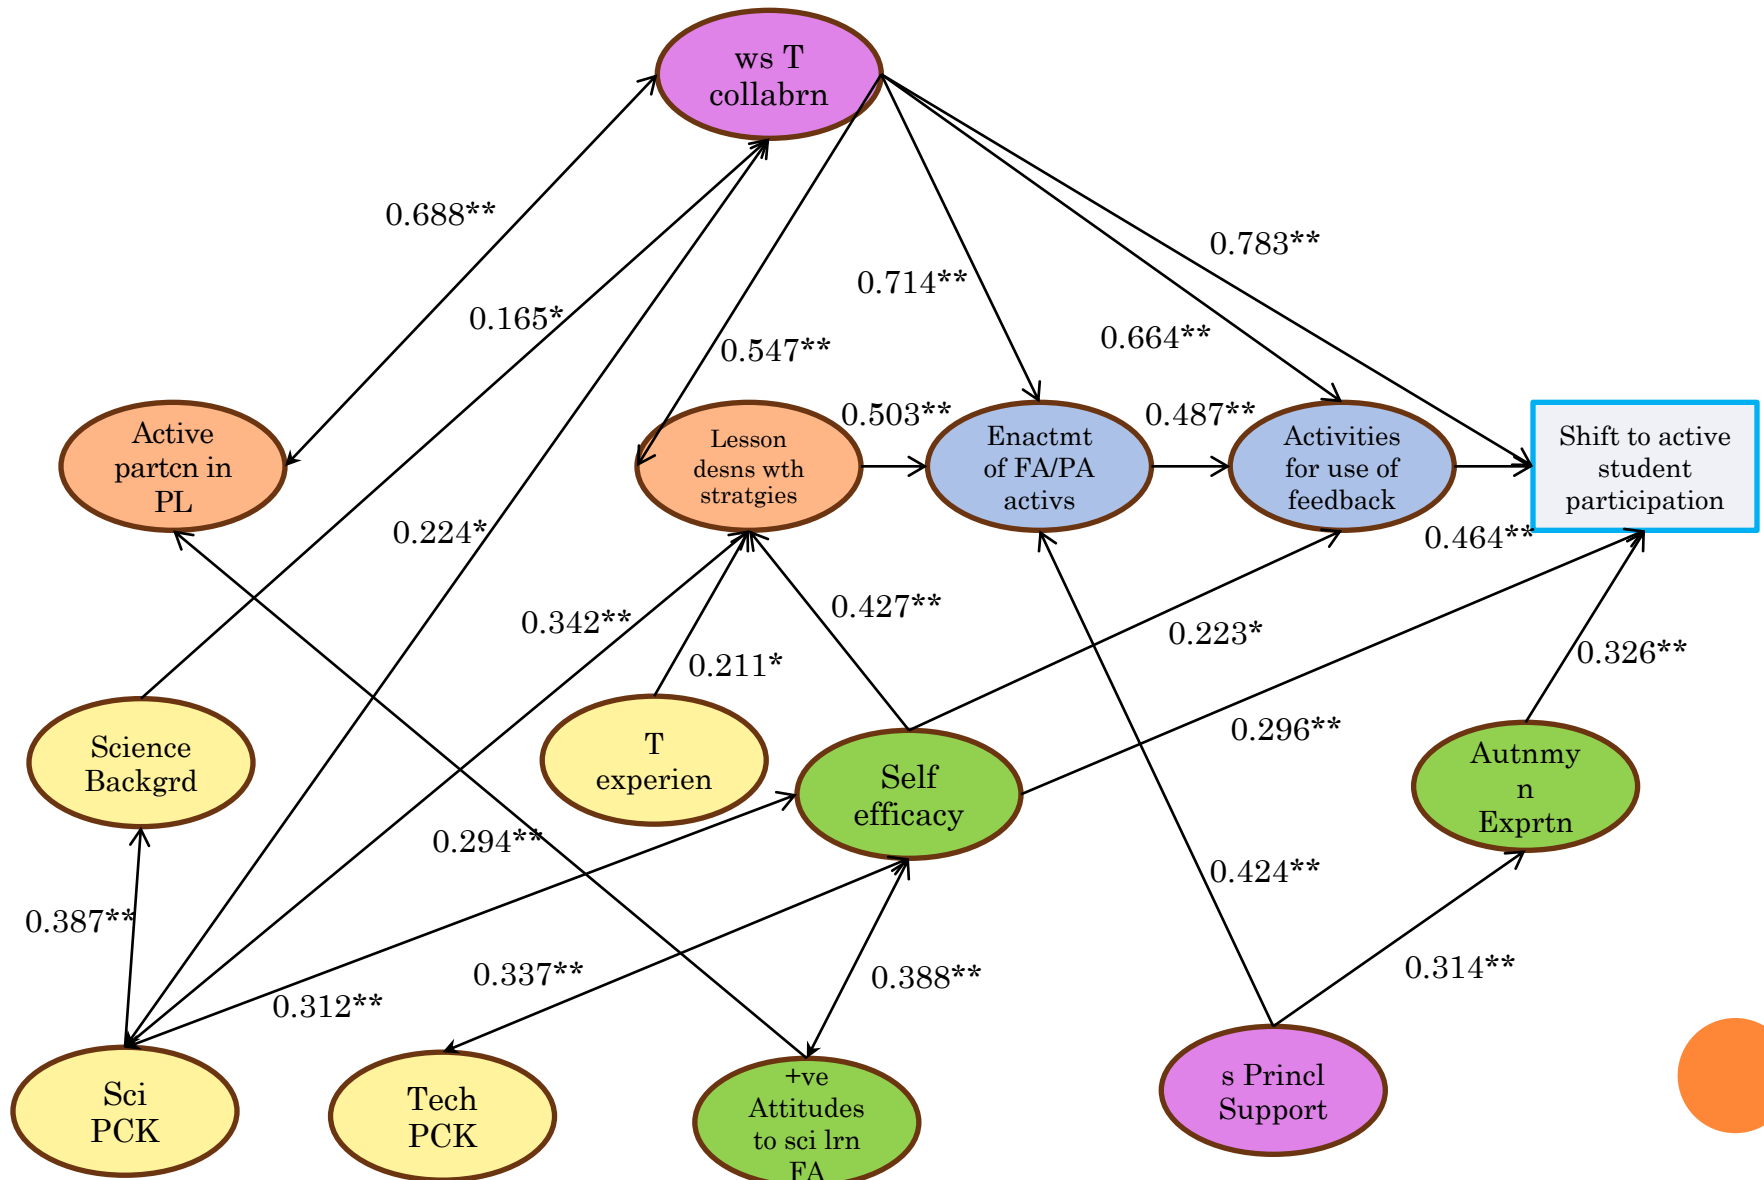 ws T
collabrn
0.688**
0.783**
0.714**
0.165*
0.664**
0.547**
0.503**
0.487**
Active
partcn in
PL
Lesson
desns wth
stratgies
Enactmt
of FA/PA
activs
Activities
for use of
feedback
Shift to active
student
participation
0.224*
0.464**
0.342**
0.427**
0.223*
0.211*
0.326**
0.296**
Science
Backgrd
T
experien
Self
efficacy
Autnmy
n
Exprtn
0.294**
0.424**
0.387**
0.337**
0.388**
0.314**
0.312**
Sci
PCK
Tech
PCK
+ve
Attitudes
to sci lrn
FA
s Princl
Support